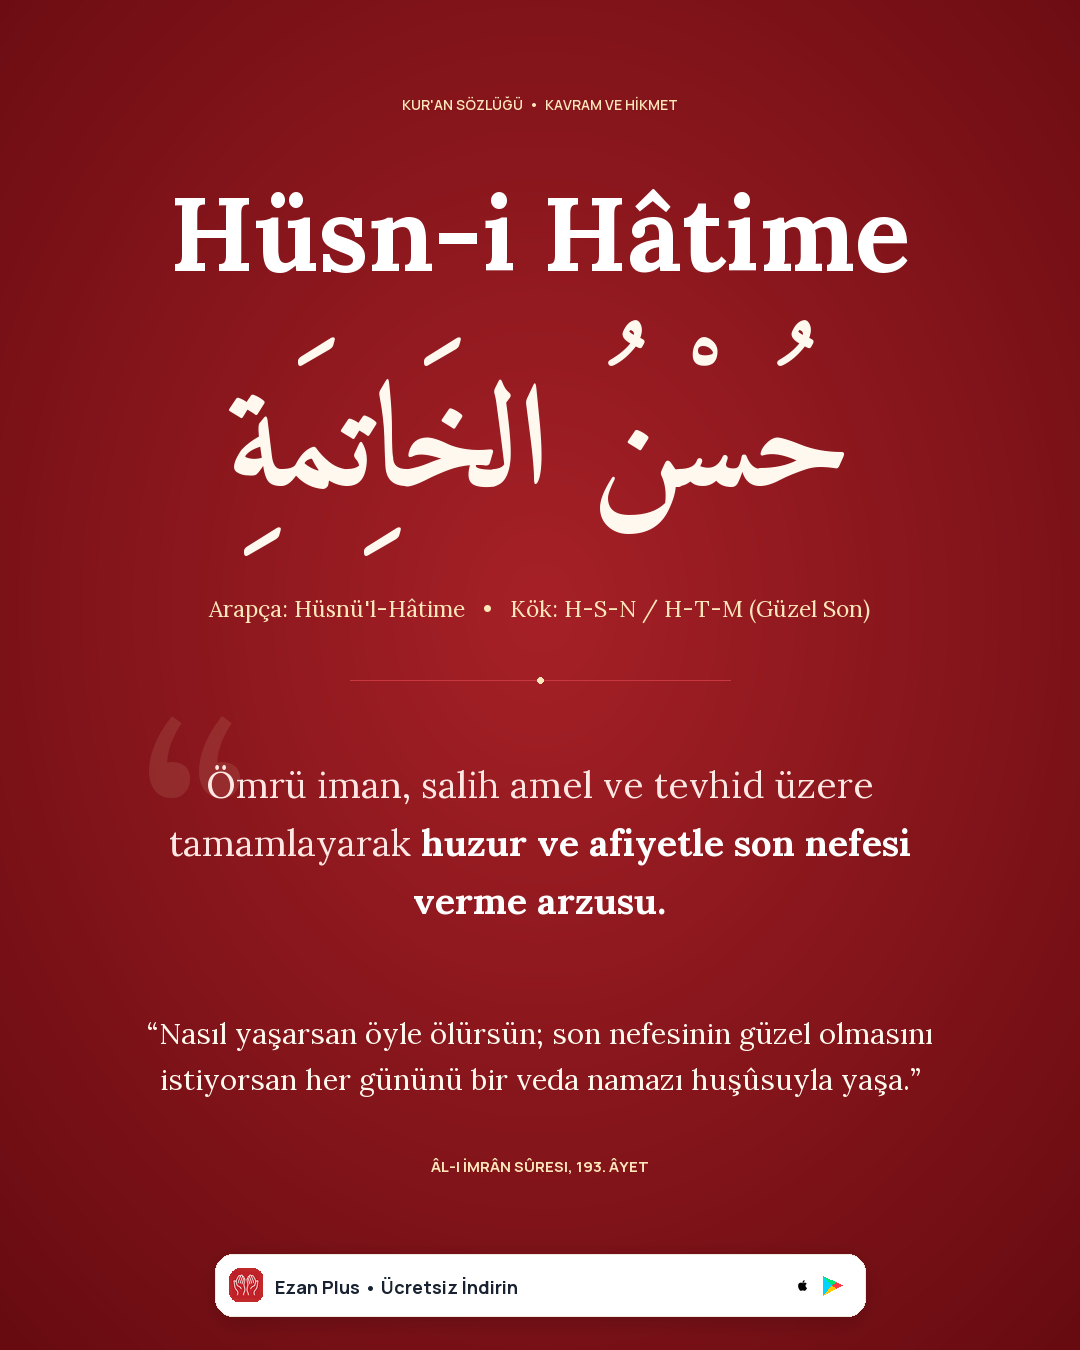 KUR'AN SÖZLÜĞÜ • KAVRAM VE HİKMET
Hüsn-i Hâtime
حُسْنُ الخَاتِمَةِ
Arapça: Hüsnü'l-Hâtime • Kök: H-S-N / H-T-M (Güzel Son)
“
Ömrü iman, salih amel ve tevhid üzere
tamamlayarak huzur ve afiyetle son nefesi
verme arzusu.
“Nasıl yaşarsan öyle ölürsün; son nefesinin güzel olmasını
istiyorsan her gününü bir veda namazı huşûsuyla yaşa.”
ÂL-I İMRÂN SÛRESI, 193. ÂYET
Ezan Plus • Ücretsiz İndirin